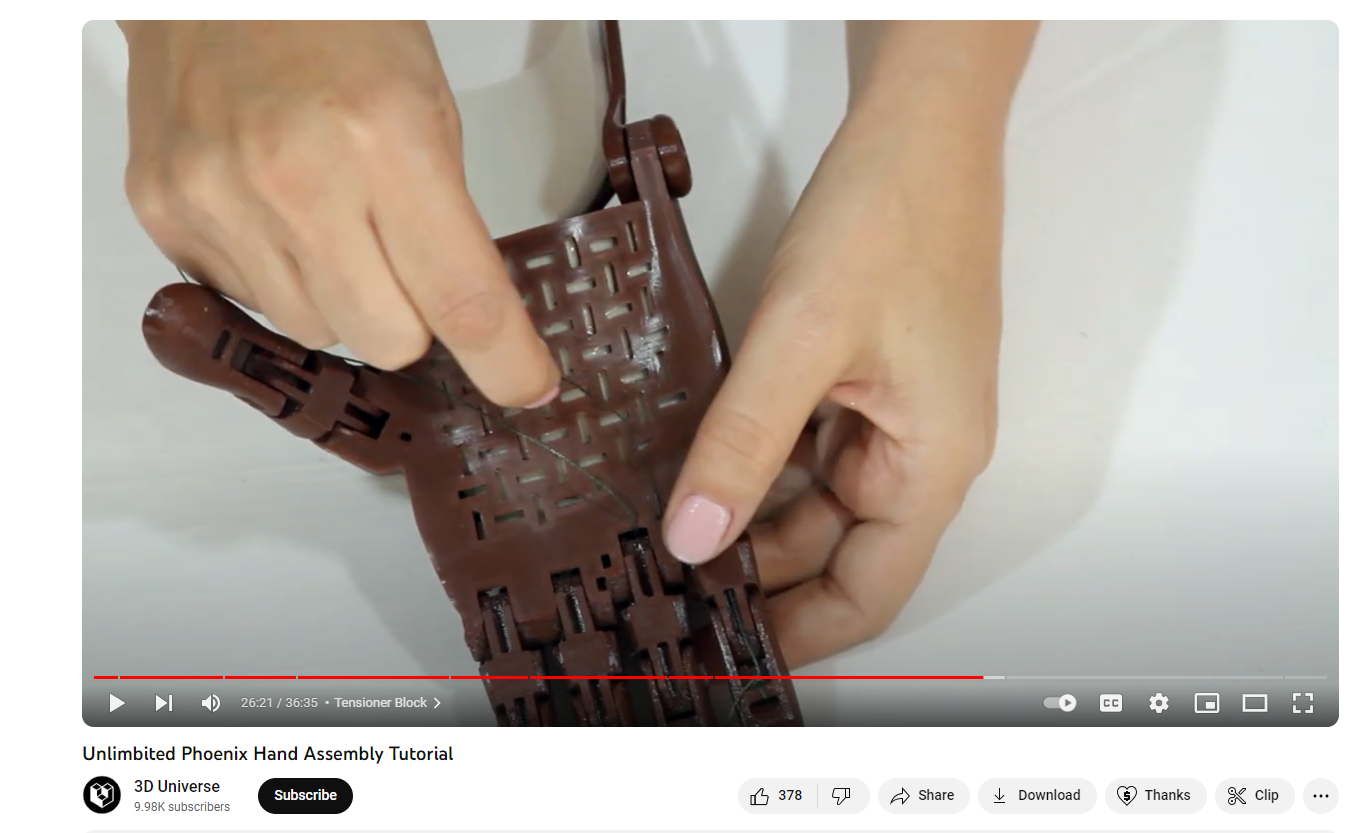 26:21 / 36:35 • Tensioner Block
CC
Unlimbited Phoenix Hand Assembly Tutorial
3D Universe
9.98K subscribers
Subscribe
378
Share
Download
Thanks
Clip